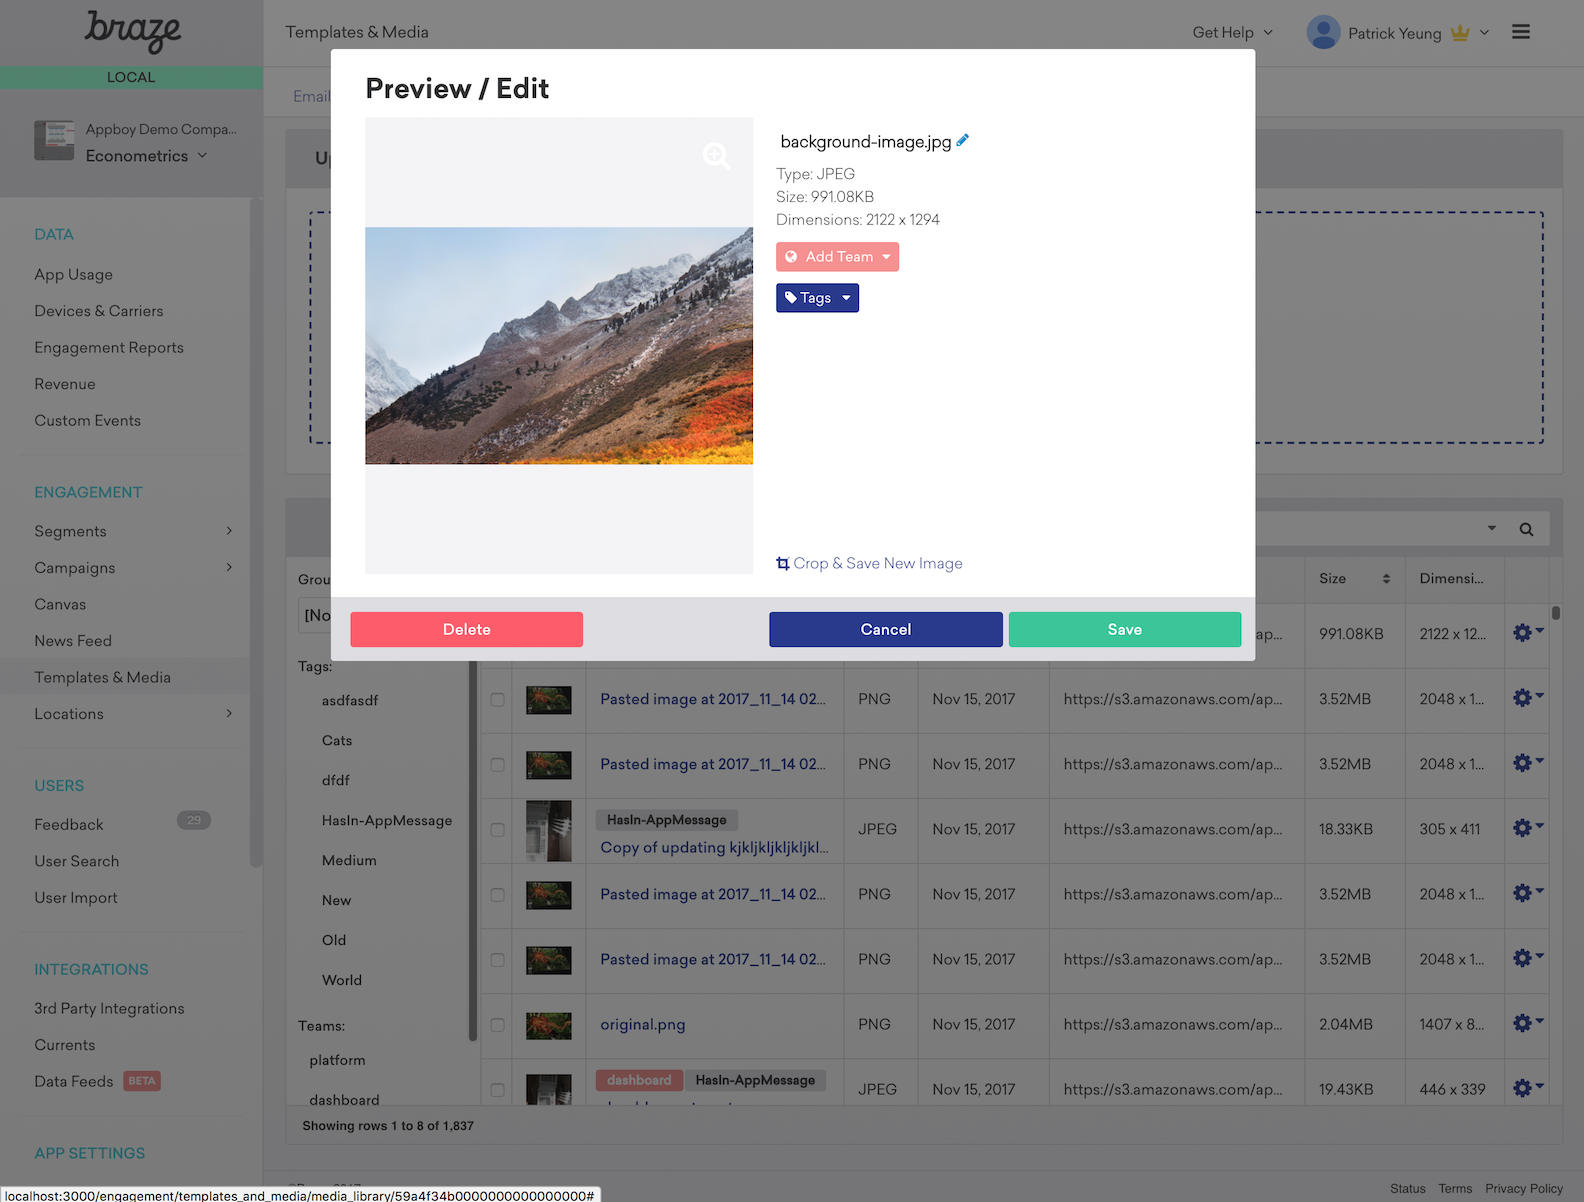 braze
LOCAL
Appboy Demo Compa...
Econometrics
DATA
App Usage
Devices & Carriers
Engagement Reports
Revenue
Custom Events
ENGAGEMENT
Segments
Campaigns
Canvas
News Feed
Templates & Media
Locations
USERS
Feedback 29
User Search
User Import
INTEGRATIONS
3rd Party Integrations
Currents
Data Feeds BETA
APP SETTINGS
Templates & Media
Get Help
Patrick Yeung
Email
Preview / Edit
background-image.jpg
Type: JPEG
Size: 991.08KB
Dimensions: 2122 x 1294
Add Team
Tags
Crop & Save New Image
Delete Cancel Save
Tags:
asdfasdf
Cats
dfdf
HasIn-AppMessage
Medium
New
Old
World
Teams:
platform
dashboard
Size Dimensi...
ap... 991.08KB 2122 x 12...
Pasted image at 2017_11_14 02... PNG Nov 15, 2017 https://s3.amazonaws.com/ap... 3.52MB 2048 x 1...
Pasted image at 2017_11_14 02... PNG Nov 15, 2017 https://s3.amazonaws.com/ap... 3.52MB 2048 x 1...
HasIn-AppMessage
Copy of updating kjkljkljkljkljkl... JPEG Nov 15, 2017 https://s3.amazonaws.com/ap... 18.33KB 305 x 411
Pasted image at 2017_11_14 02... PNG Nov 15, 2017 https://s3.amazonaws.com/ap... 3.52MB 2048 x 1...
Pasted image at 2017_11_14 02... PNG Nov 15, 2017 https://s3.amazonaws.com/ap... 3.52MB 2048 x 1...
original.png PNG Nov 15, 2017 https://s3.amazonaws.com/ap... 2.04MB 1407 x 8...
dashboard HasIn-AppMessage
JPEG Nov 15, 2017 https://s3.amazonaws.com/ap... 19.43KB 446 x 339
Showing rows 1 to 8 of 1,837
Status Terms Privacy Policy
localhost:3000/engagement/templates_and_media/media_library/59a4f34b0000000000000000#